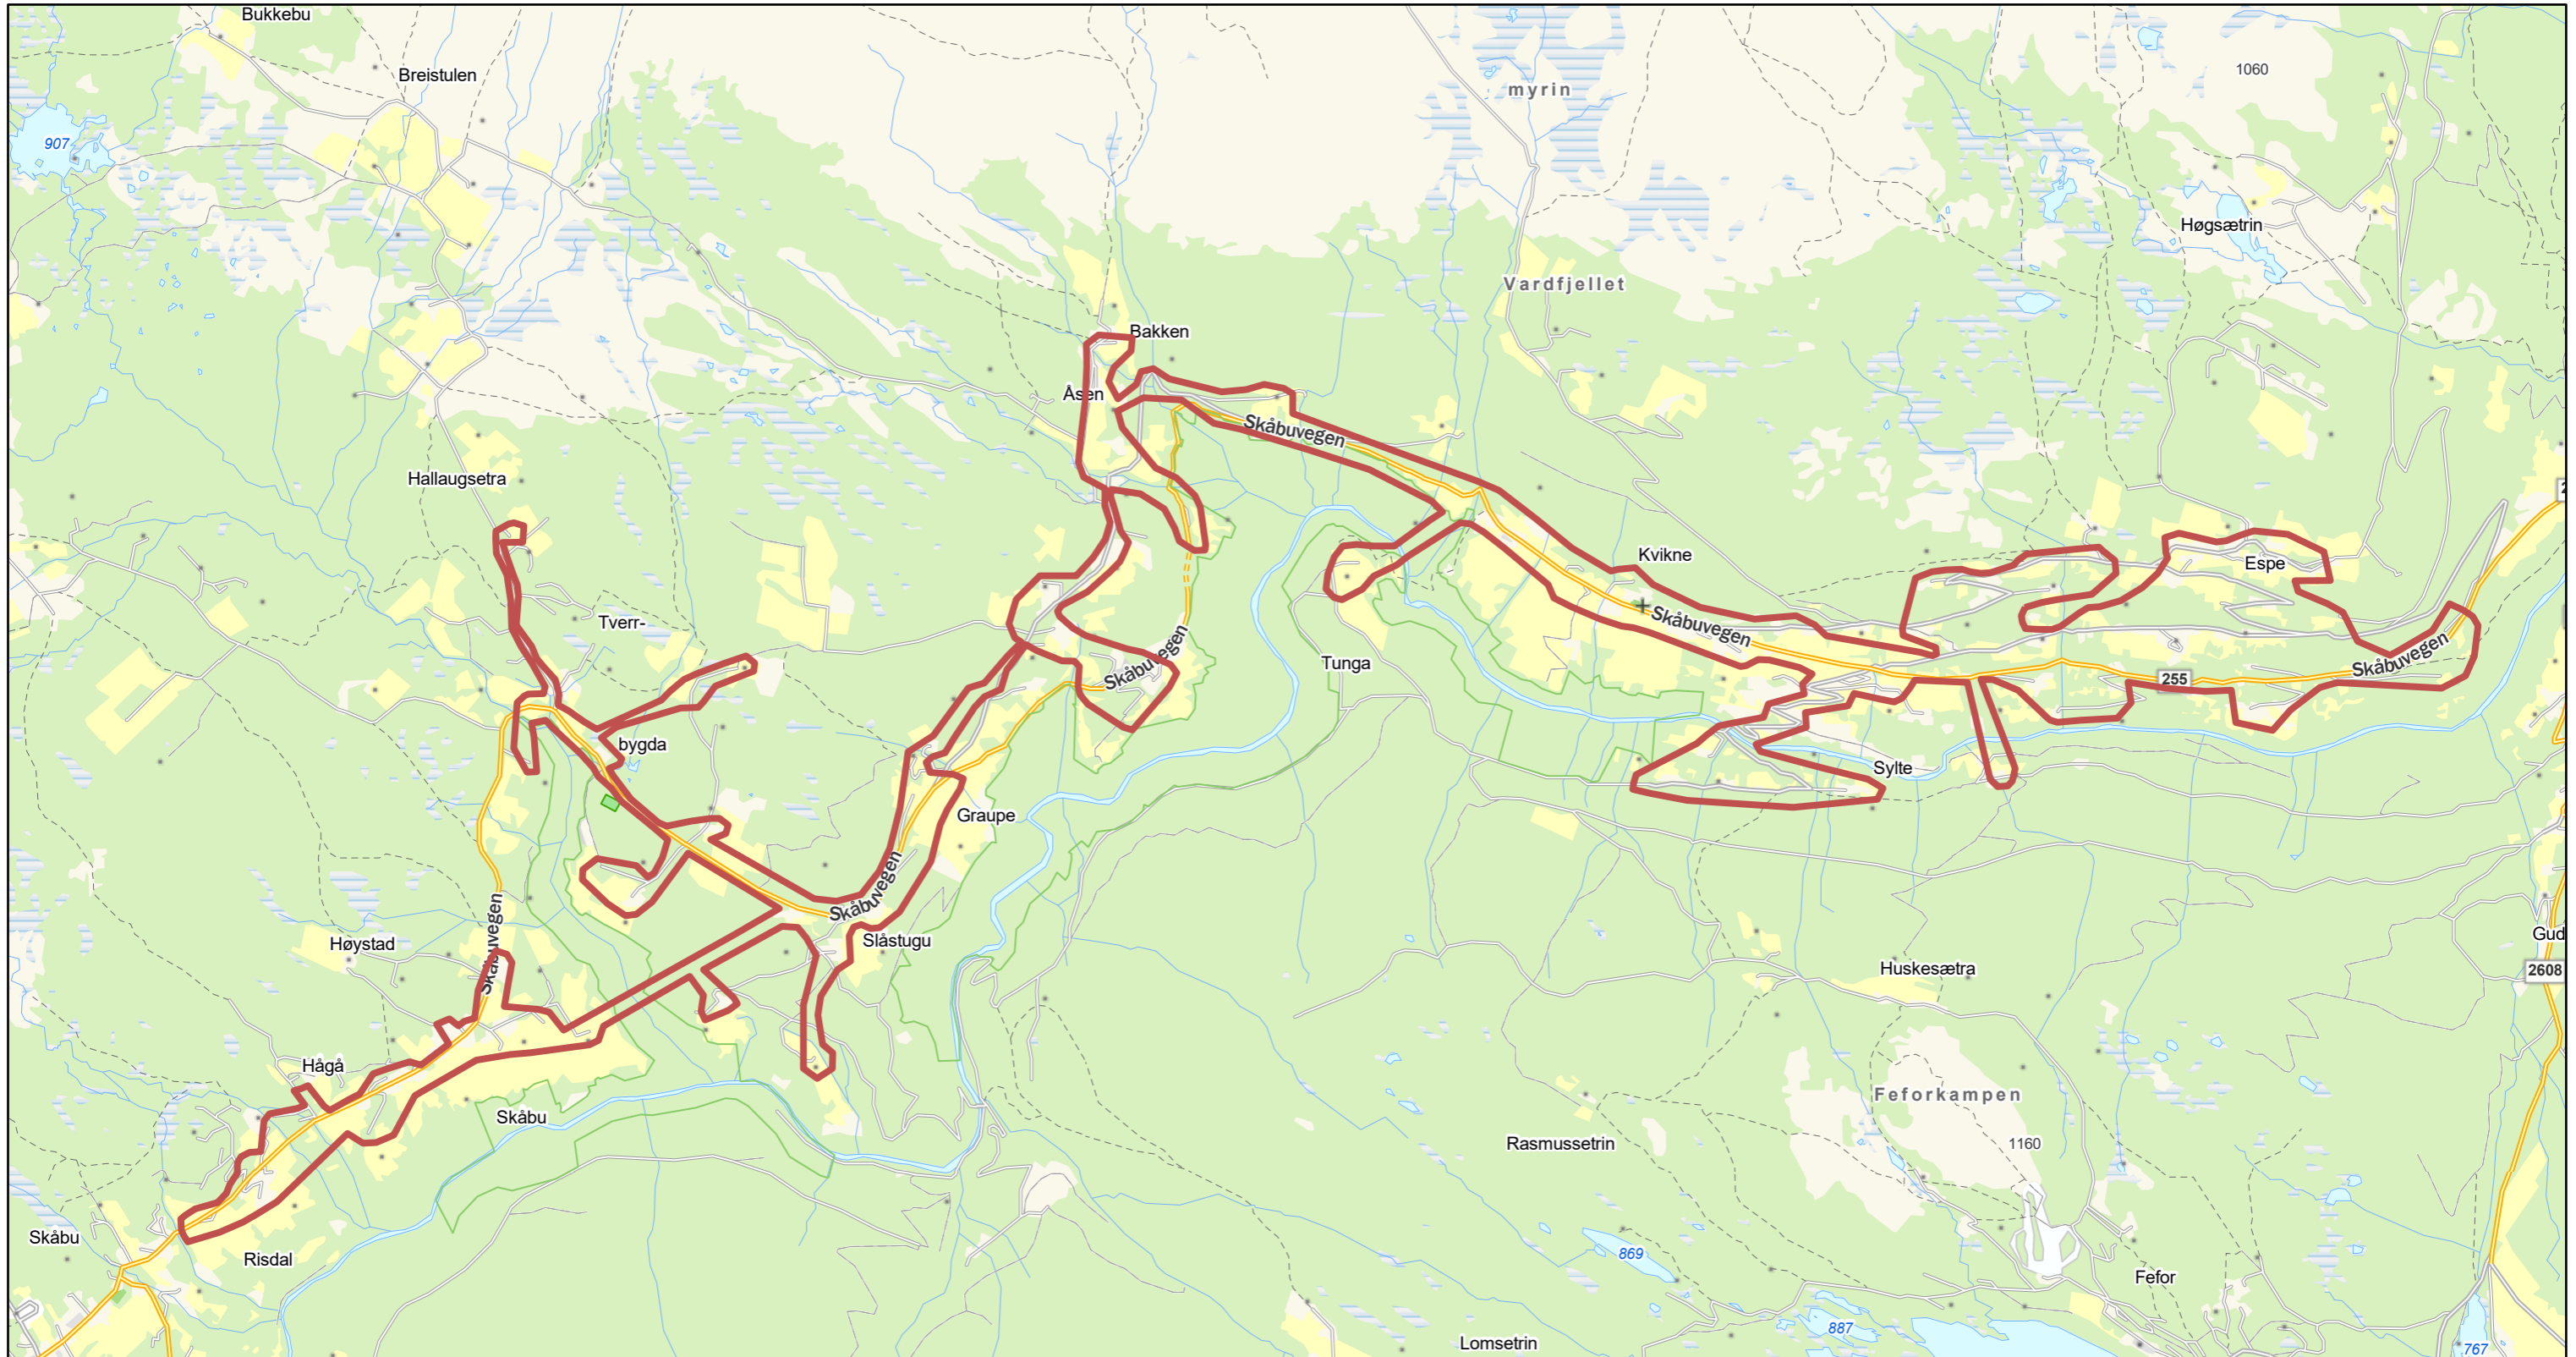 Bukkebu
Breistulen
1060
myrin
907
Høgsætrin
Vardfjellet
Bakken
Åsen
Skåbuvegen
Hallaugsetra
Kvikne
Espe
Tverr-
Skåbuvegen
Skåbuvegen
Tunga
Skåbuvegen
255
bygda
Sylte
Graupe
Skåbuvegen
Skåbuvegen
Høystad
Slåstugu
Gud
Huskesætra
2608
Hågå
Feforkampen
Skåbu
Rasmussetrin
1160
Skåbu
Risdal
869
Fefor
887
Lomsetrin
767